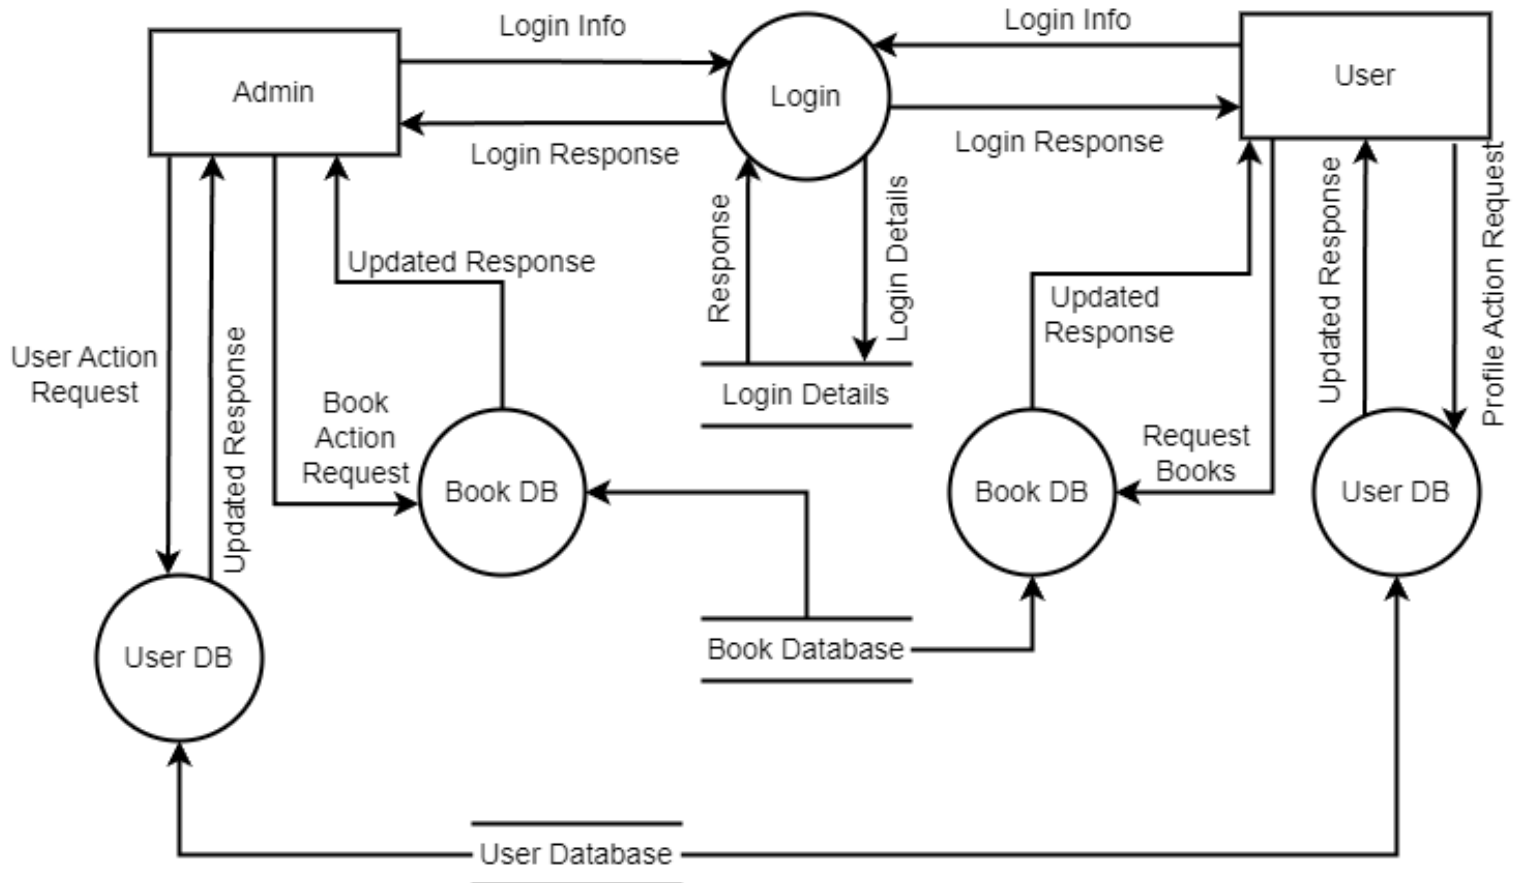 Login Info
Login Info
Admin
Login
User
Login Response
Login Response
Response
Login Details
Updated Response
Profile Action Request
Updated Response
Updated
Response
User Action
Request
Updated Response
Book
Action
Request
Login Details
Request
Books
Book DB
Book DB
User DB
User DB
Book Database
User Database